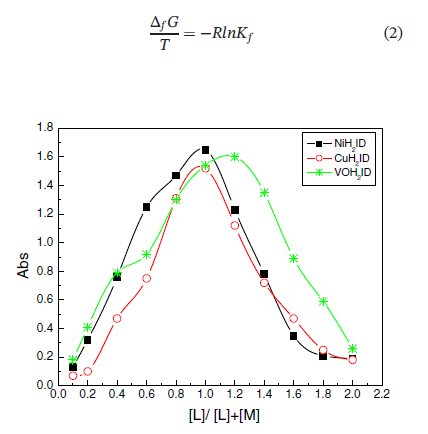 Δ_f G / T = −RlnK_f (2)
1.8
NiH₂ID
CuH₂ID
VOH₂ID
1.6
1.4
1.2
1.0
0.8
0.6
0.4
0.2
0.0
Abs
0.0 0.2 0.4 0.6 0.8 1.0 1.2 1.4 1.6 1.8 2.0 2.2
[L]/ [L]+[M]